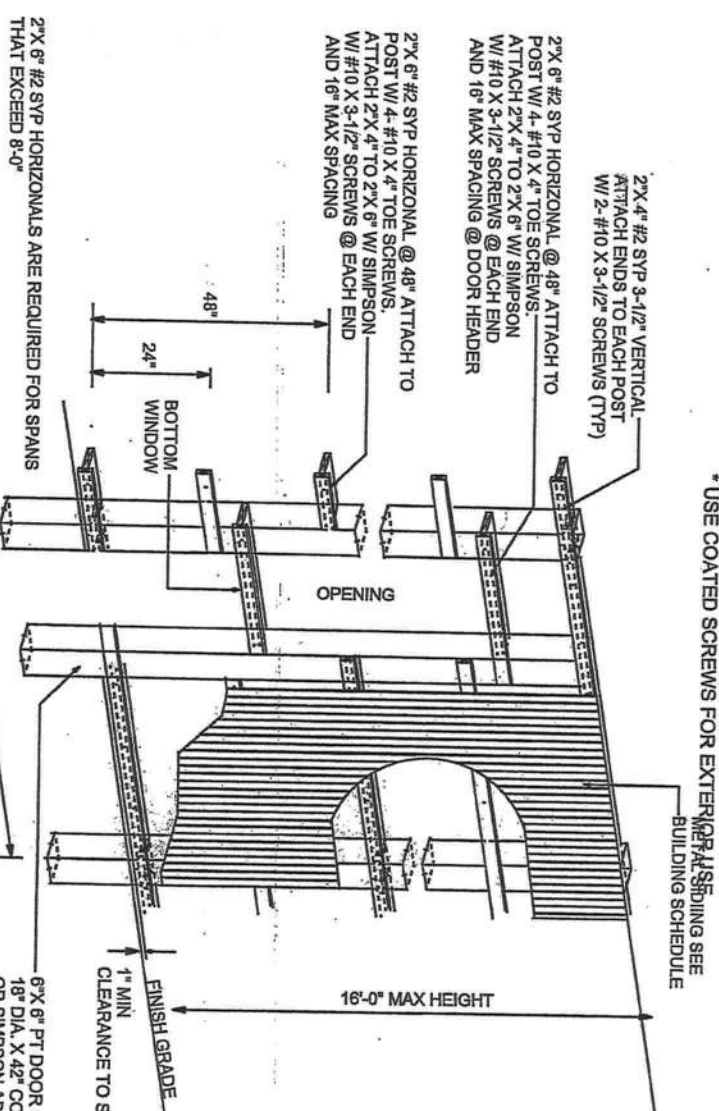 * USE COATED SCREWS FOR EXTERIOR USE
METAL SIDIING SEE
BUILDING SCHEDULE
2"X 4" #2 SYP 3-1/2" VERTICAL
ATTACH ENDS TO EACH POST
W/ 2- #10 X 3-1/2" SCREWS (TYP)
2"X 6" #2 SYP HORIZONAL @ 48" ATTACH TO
POST W/ 4- #10 X 4" TOE SCREWS.
ATTACH 2"X 4" TO 2"X 6" W/ SIMPSON
W/ #10 X 3-1/2" SCREWS @ EACH END
AND 16" MAX SPACING @ DOOR HEADER
2"X 6" #2 SYP HORIZONAL @ 48" ATTACH TO
POST W/ 4- #10 X 4" TOE SCREWS.
ATTACH 2"X 4" TO 2"X 6" W/ SIMPSON
W/ #10 X 3-1/2" SCREWS @ EACH END
AND 16" MAX SPACING
48"
24"
BOTTOM
WINDOW
OPENING
16'-0" MAX HEIGHT
FINISH GRADE
1" MIN
CLEARANCE TO S
2"X 6" #2 SYP HORIZONALS ARE REQUIRED FOR SPANS
THAT EXCEED 8'-0"
6"X 6" PT DOOR
18" DIA. X 42" CO
OR SIMPSON AB